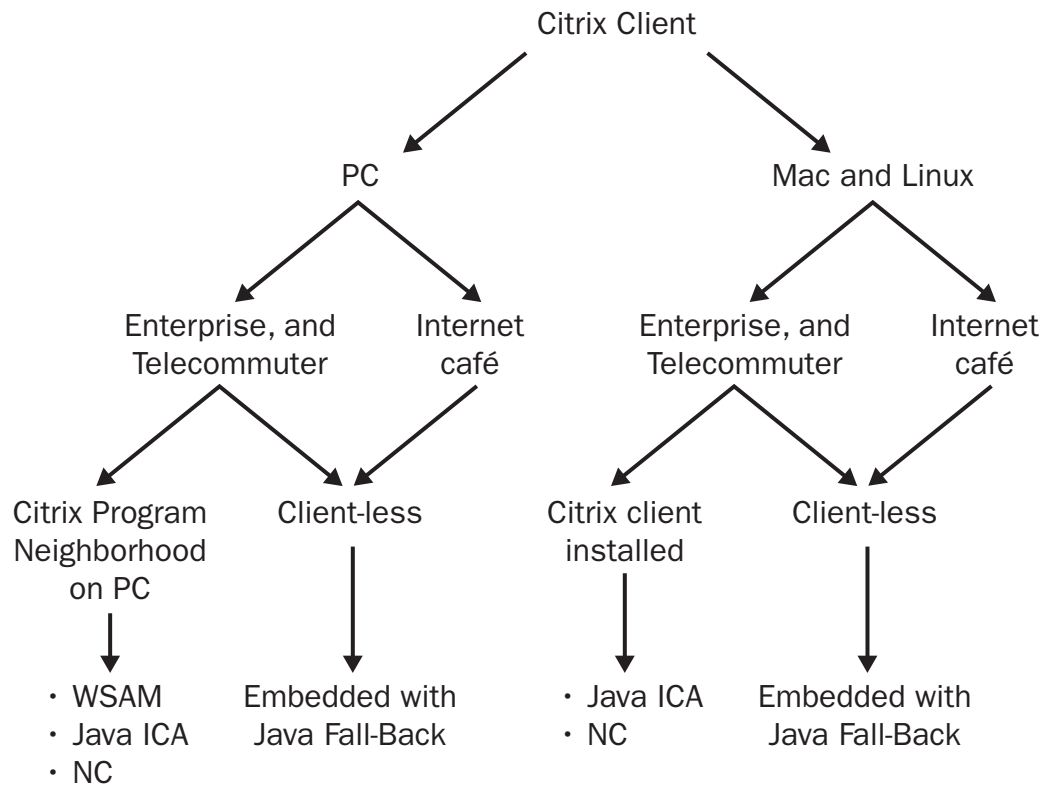 Citrix Client
PC
Mac and Linux
Enterprise, and
Telecommuter
Internet
café
Enterprise, and
Telecommuter
Internet
café
Citrix Program
Neighborhood
on PC
Client-less
Citrix client
installed
Client-less
· WSAM
· Java ICA
· NC
Embedded with
Java Fall-Back
· Java ICA
· NC
Embedded with
Java Fall-Back